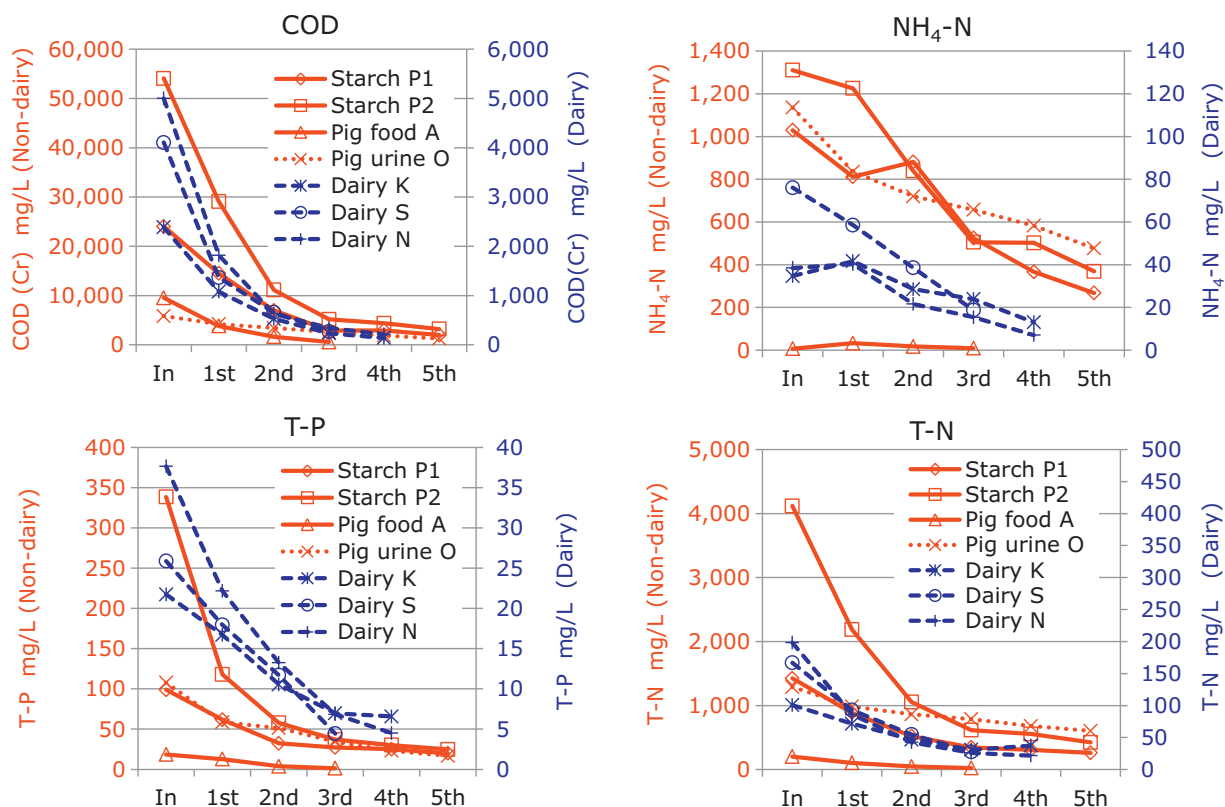 COD
COD (Cr) mg/L (Non-dairy)
60,000
50,000
40,000
30,000
20,000
10,000
0
6,000
5,000
4,000
3,000
2,000
1,000
0
COD(Cr) mg/L (Dairy)
Starch P1
Starch P2
Pig food A
Pig urine O
Dairy K
Dairy S
Dairy N
In 1st 2nd 3rd 4th 5th
NH₄-N
NH₄-N mg/L (Non-dairy)
1,400
1,200
1,000
800
600
400
200
0
140
120
100
80
60
40
20
0
NH₄-N mg/L (Dairy)
In 1st 2nd 3rd 4th 5th
T-P
T-P mg/L (Non-dairy)
400
350
300
250
200
150
100
50
0
40
35
30
25
20
15
10
5
0
T-P mg/L (Dairy)
Starch P1
Starch P2
Pig food A
Pig urine O
Dairy K
Dairy S
Dairy N
In 1st 2nd 3rd 4th 5th
T-N
T-N mg/L (Non-dairy)
5,000
4,000
3,000
2,000
1,000
0
500
450
400
350
300
250
200
150
100
50
0
T-N mg/L (Dairy)
Starch P1
Starch P2
Pig food A
Pig urine O
Dairy K
Dairy S
Dairy N
In 1st 2nd 3rd 4th 5th